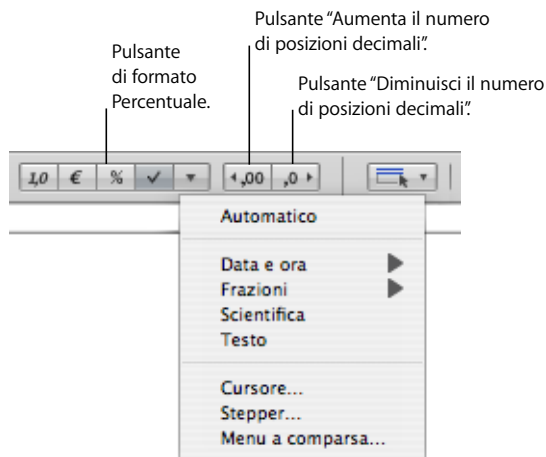 Pulsante “Aumenta il numero
di posizioni decimali”.
Pulsante
di formato
Percentuale.
Pulsante “Diminuisci il numero
di posizioni decimali”.
1,0 € % ,00 ,0
Automatico
Data e ora
Frazioni
Scientifica
Testo
Cursore...
Stepper...
Menu a comparsa...